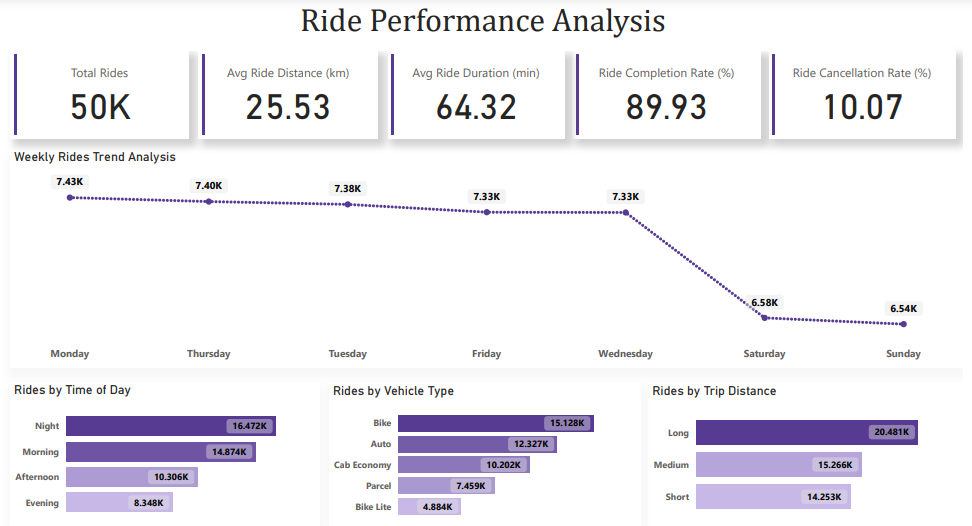 Ride Performance Analysis
Total Rides
50K
Avg Ride Distance (km)
25.53
Avg Ride Duration (min)
64.32
Ride Completion Rate (%)
89.93
Ride Cancellation Rate (%)
10.07
Weekly Rides Trend Analysis
7.43K
7.40K
7.38K
7.33K
7.33K
6.58K
6.54K
Monday
Thursday
Tuesday
Friday
Wednesday
Saturday
Sunday
Rides by Time of Day
Night 16.472K
Morning 14.874K
Afternoon 10.306K
Evening 8.348K
Rides by Vehicle Type
Bike 15.128K
Auto 12.327K
Cab Economy 10.202K
Parcel 7.459K
Bike Lite 4.884K
Rides by Trip Distance
Long 20.481K
Medium 15.266K
Short 14.253K